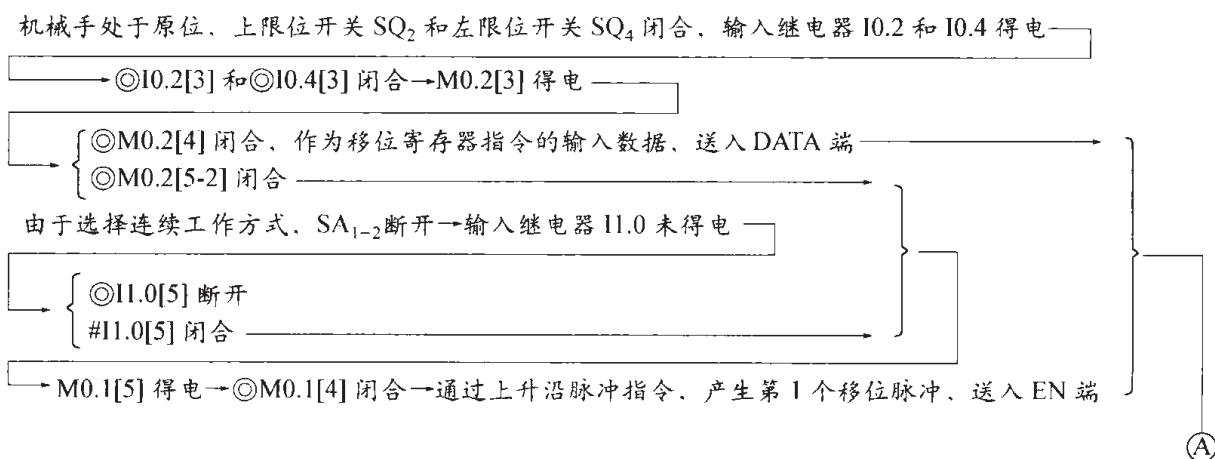 机械手处于原位、上限位开关 SQ₂ 和左限位开关 SQ₄ 闭合, 输入继电器 I0.2 和 I0.4 得电
◎I0.2[3] 和◎I0.4[3] 闭合→M0.2[3] 得电
◎M0.2[4] 闭合、作为移位寄存器指令的输入数据、送入 DATA 端
◎M0.2[5-2] 闭合
由于选择连续工作方式、SA₁₋₂断开→输入继电器 I1.0 未得电
◎I1.0[5] 断开
#I1.0[5] 闭合
M0.1[5] 得电→◎M0.1[4] 闭合→通过上升沿脉冲指令、产生第 1 个移位脉冲、送入 EN 端
Ⓐ